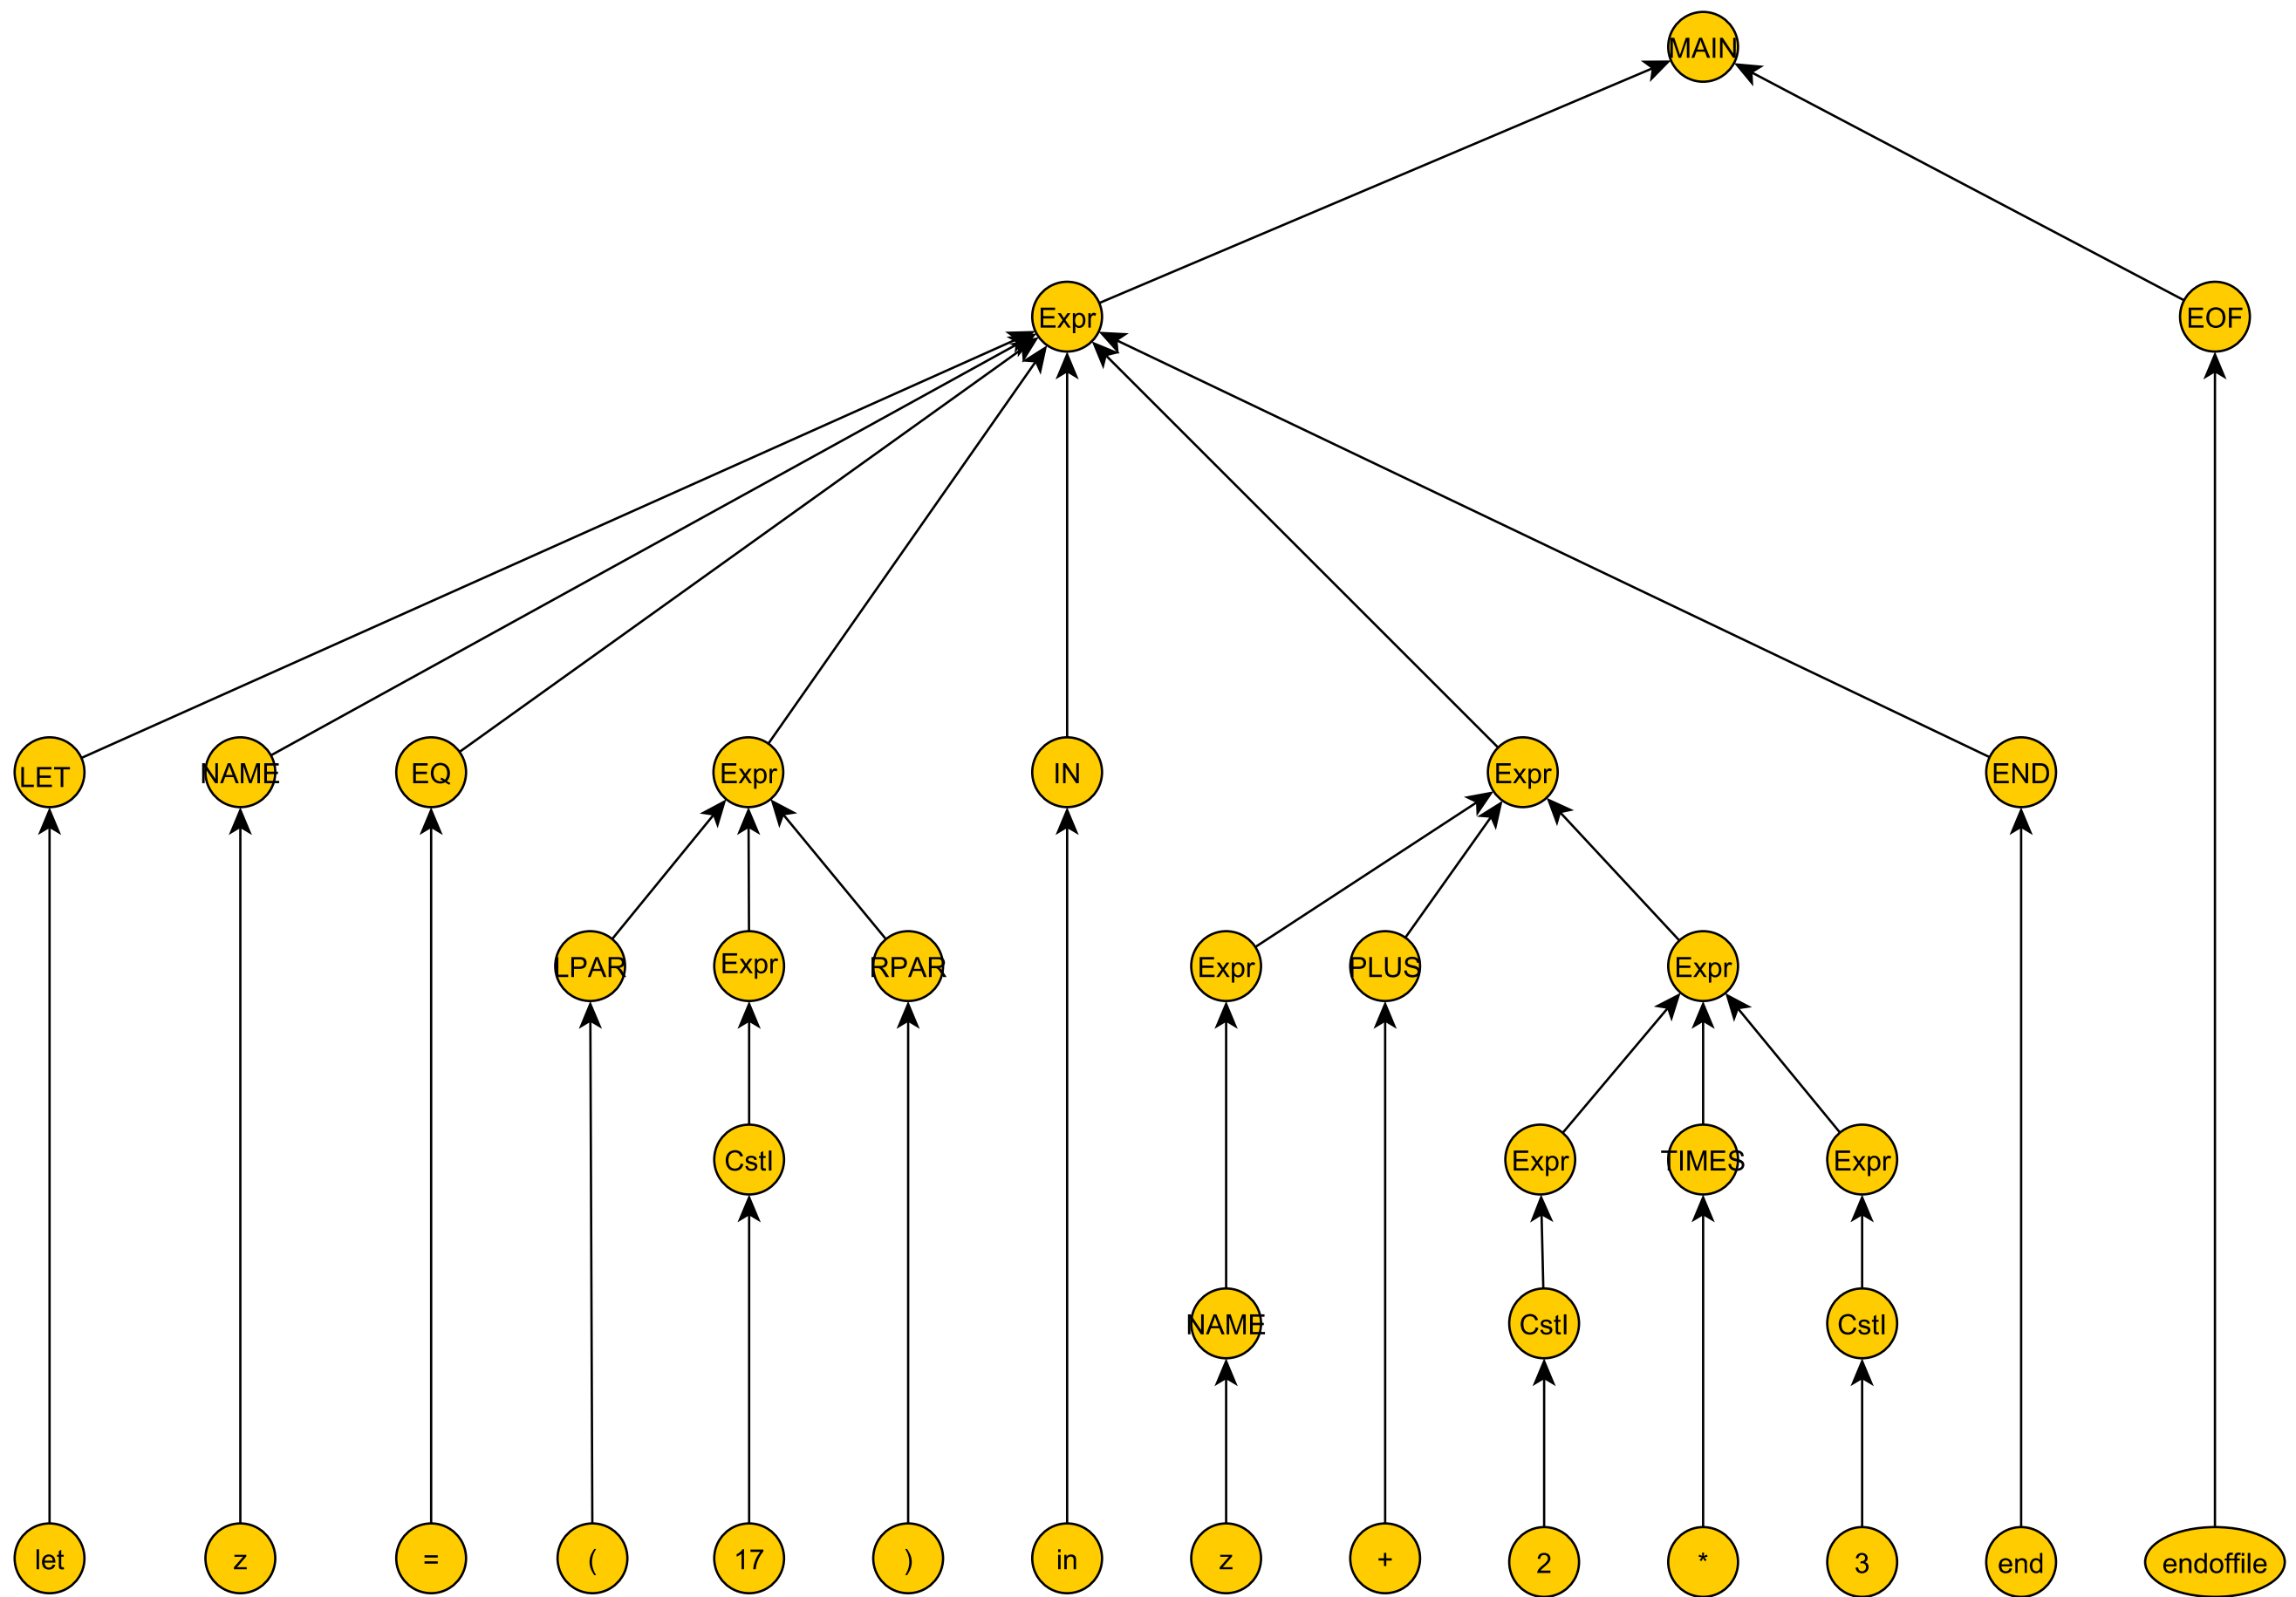 MAIN
Expr
EOF
LET
NAME
EQ
Expr
IN
Expr
END
LPAR
Expr
RPAR
Expr
PLUS
Expr
CstI
Expr
TIMES
Expr
NAME
CstI
CstI
let
z
=
(
17
)
in
z
+
2
*
3
end
endoffile